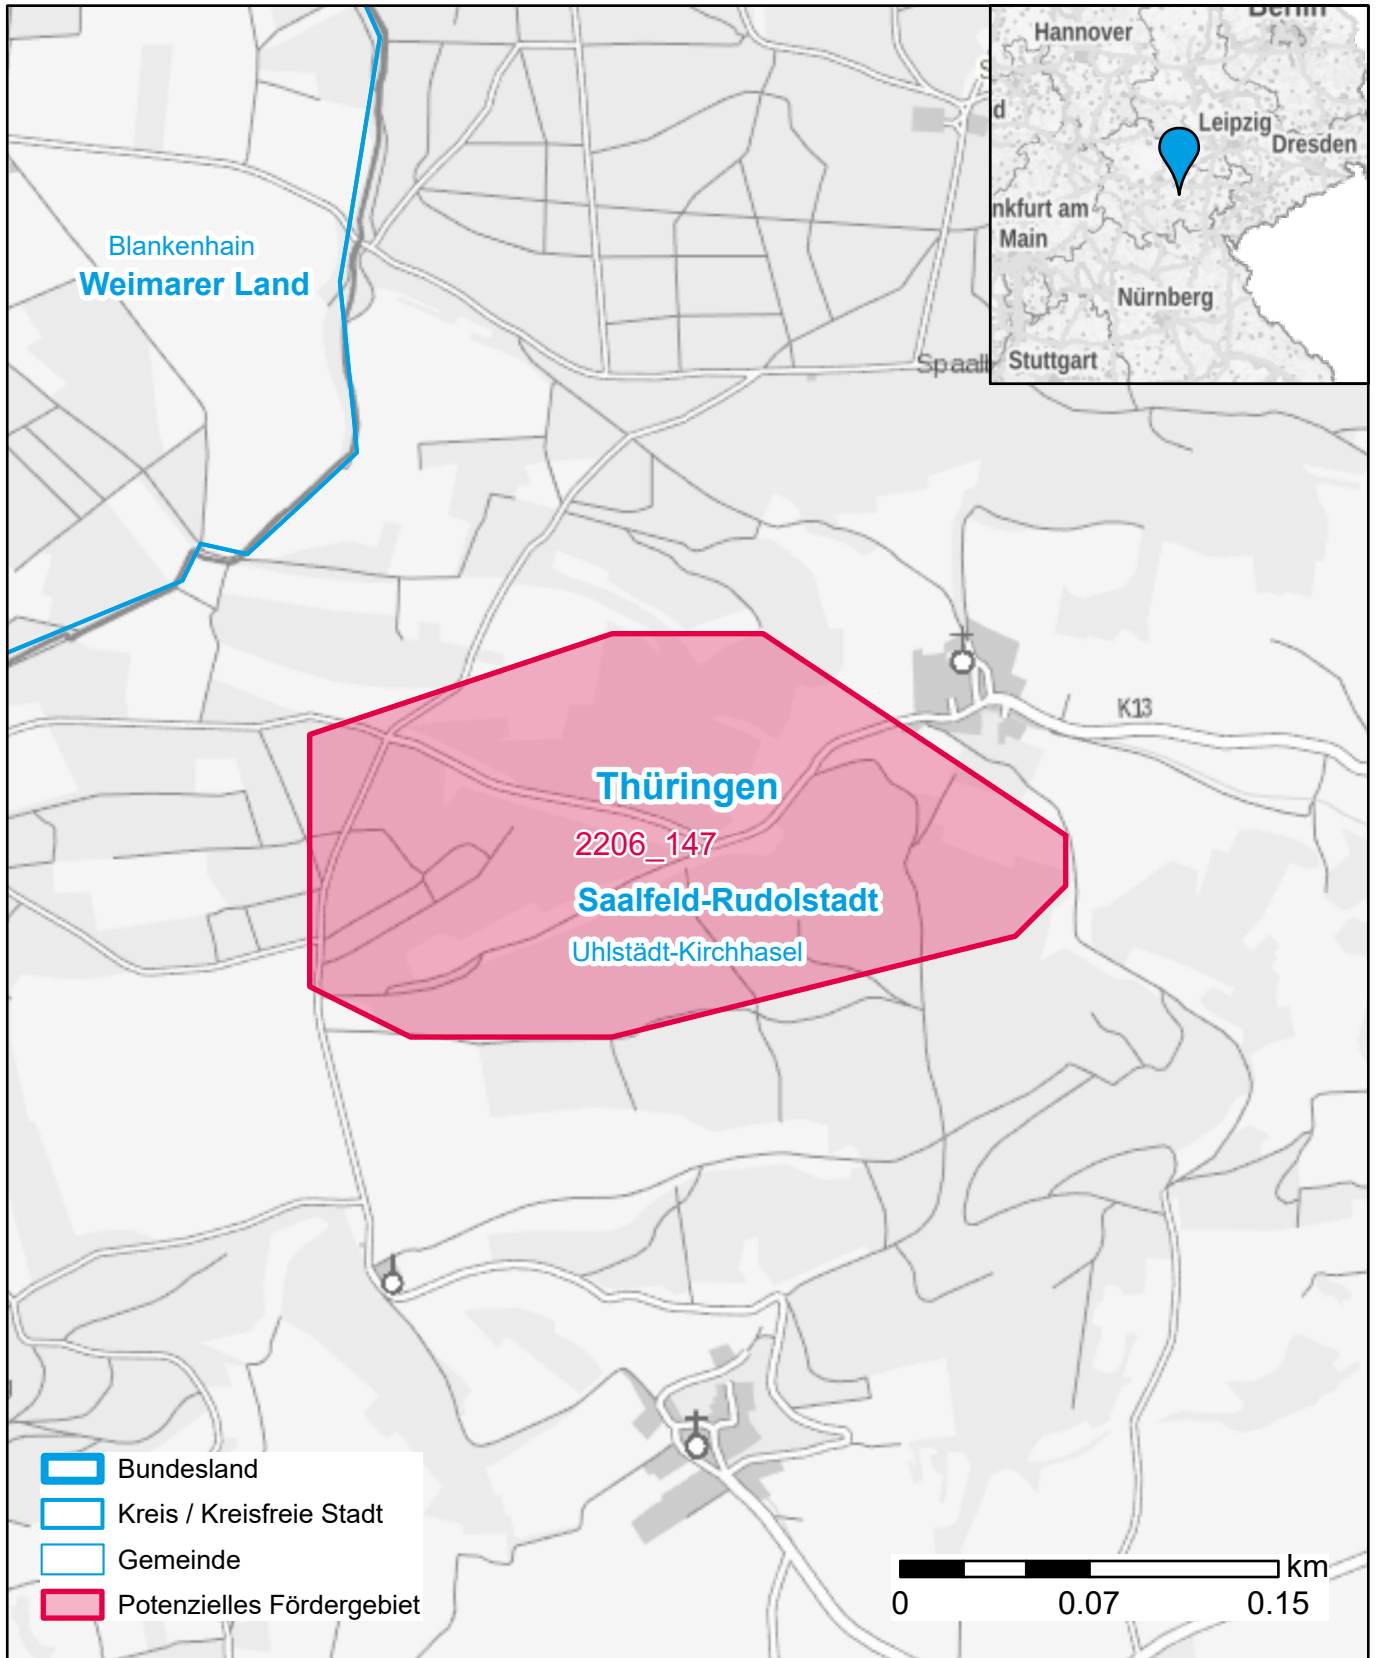 Berlin
Hannover
Leipzig
Dresden
nkfurt am
Main
Nürnberg
Stuttgart
Blankenhain
Weimarer Land
Spaal
K13
Thüringen
2206_147
Saalfeld-Rudolstadt
Uhlstädt-Kirchhasel
Bundesland
Kreis / Kreisfreie Stadt
Gemeinde
Potenzielles Fördergebiet
km
0 0.07 0.15